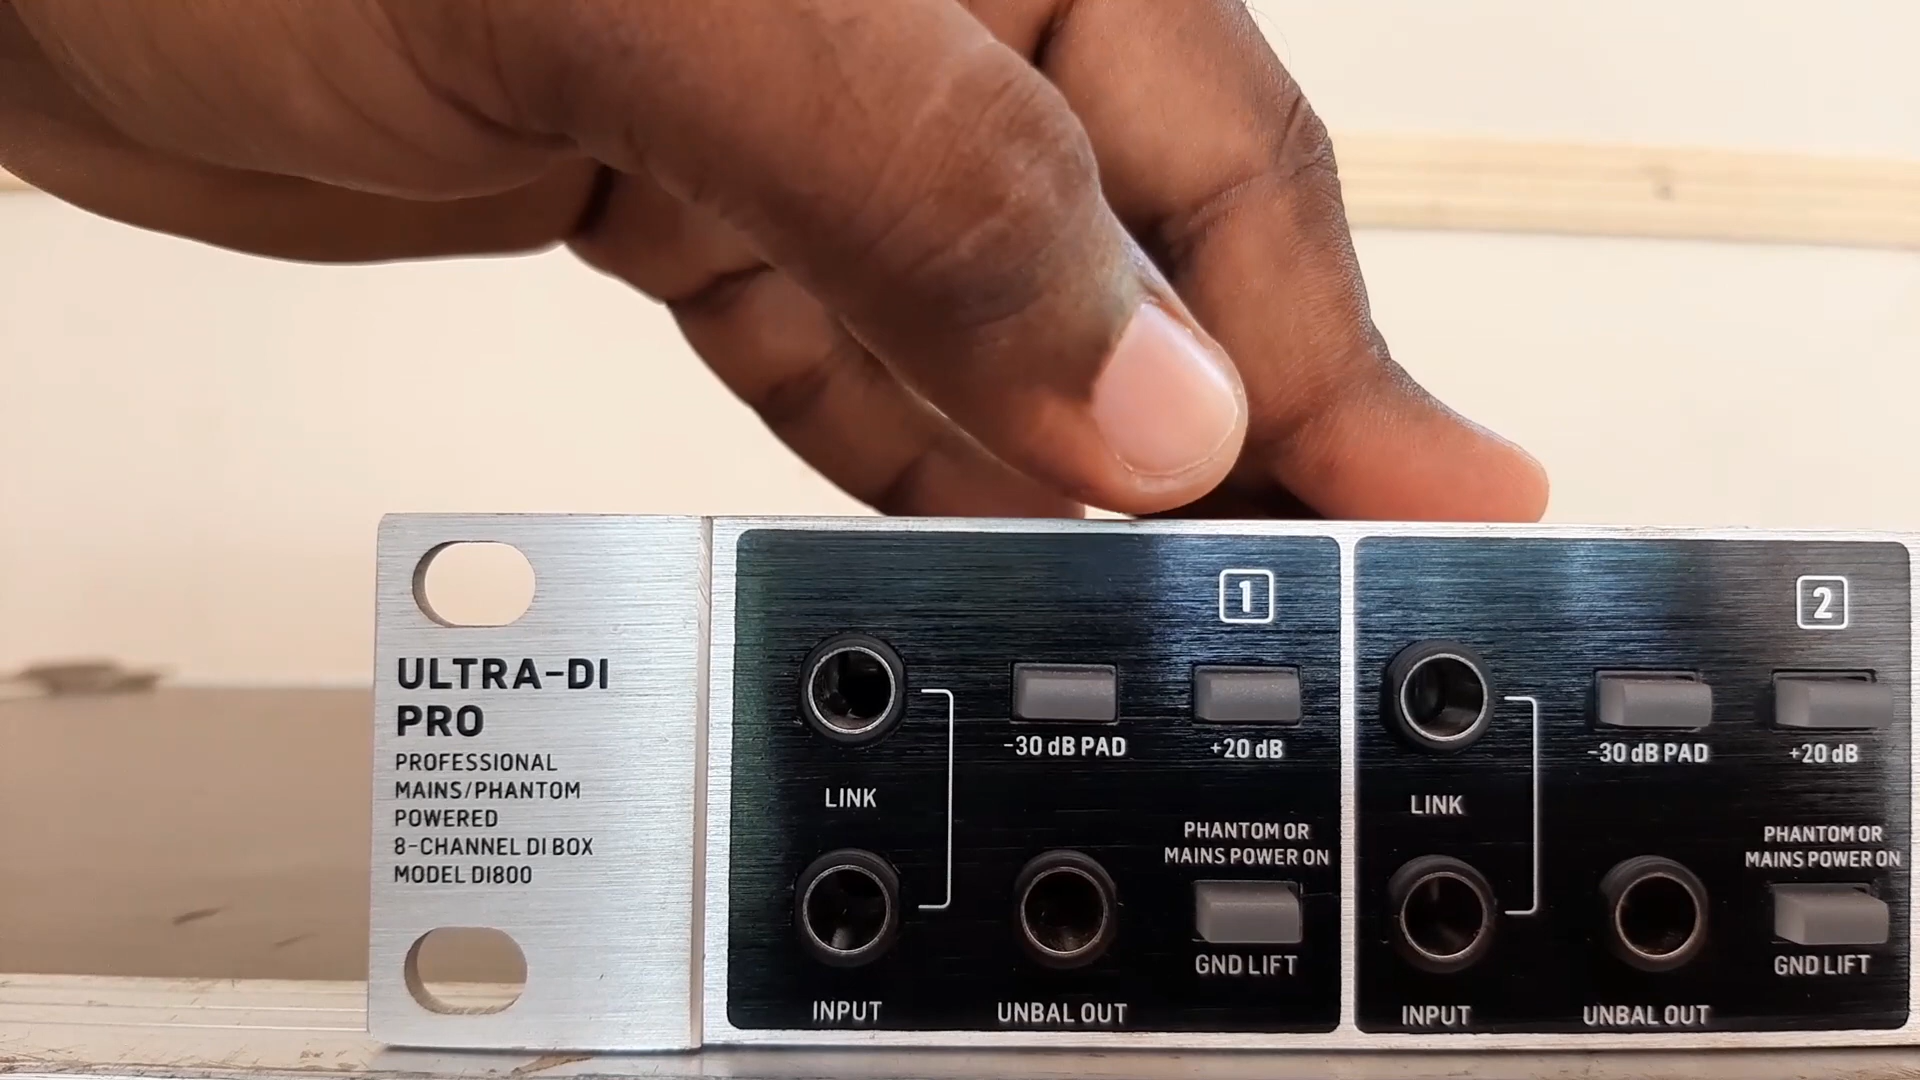 ULTRA-DI
PRO
PROFESSIONAL
MAINS/PHANTOM
POWERED
8-CHANNEL DI BOX
MODEL DI800
1
-30 dB PAD
+20 dB
LINK
PHANTOM OR
MAINS POWER ON
GND LIFT
INPUT
UNBAL OUT
2
-30 dB PAD
+20 dB
LINK
PHANTOM OR
MAINS POWER ON
GND LIFT
INPUT
UNBAL OUT